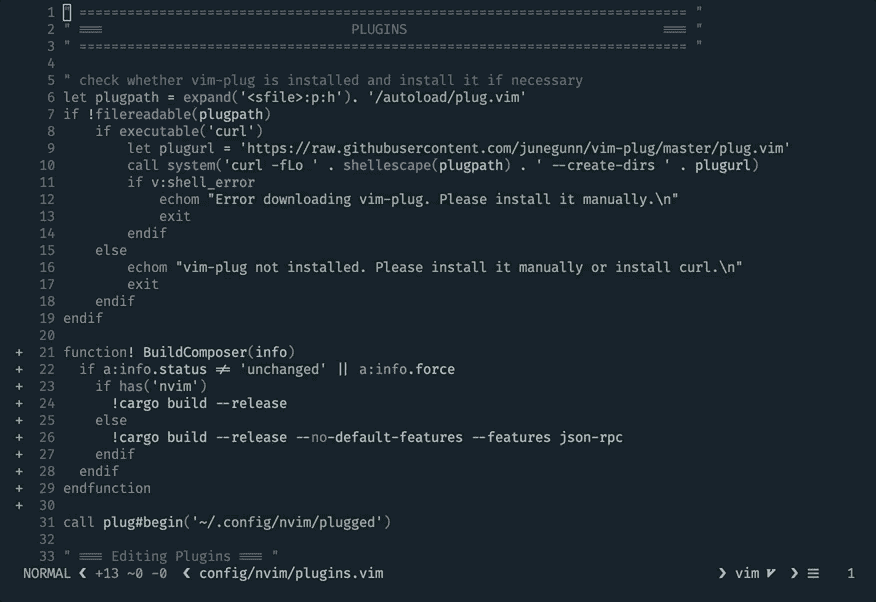 1 " ============================================================================ "
2 " === PLUGINS === "
3 " ============================================================================ "
4
5 " check whether vim-plug is installed and install it if necessary
6 let plugpath = expand('<sfile>:p:h'). '/autoload/plug.vim'
7 if !filereadable(plugpath)
8     if executable('curl')
9         let plugurl = 'https://raw.githubusercontent.com/junegunn/vim-plug/master/plug.vim'
10         call system('curl -fLo ' . shellescape(plugpath) . ' --create-dirs ' . plugurl)
11         if v:shell_error
12             echom "Error downloading vim-plug. Please install it manually.\n"
13             exit
14         endif
15     else
16         echom "vim-plug not installed. Please install it manually or install curl.\n"
17         exit
18     endif
19 endif
20
+ 21 function! BuildComposer(info)
+ 22   if a:info.status != 'unchanged' || a:info.force
+ 23     if has('nvim')
+ 24       !cargo build --release
+ 25     else
+ 26       !cargo build --release --no-default-features --features json-rpc
+ 27     endif
+ 28   endif
+ 29 endfunction
+ 30
31 call plug#begin('~/.config/nvim/plugged')
32
33 " === Editing Plugins === "
NORMAL ❮ +13 ~0 -0 ❮ config/nvim/plugins.vim ❯ vim ❯ ☰ 1